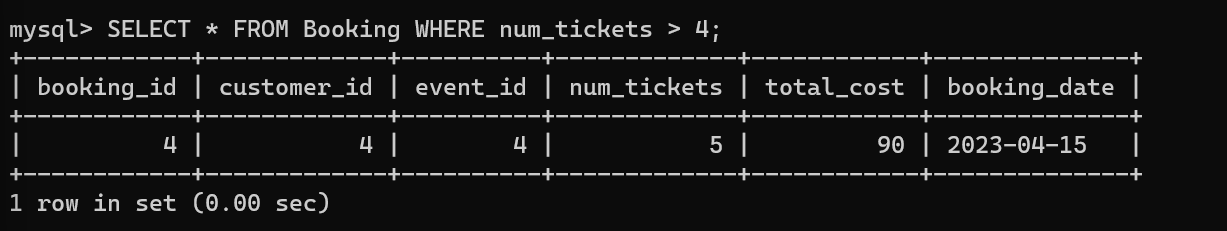 mysql> SELECT * FROM Booking WHERE num_tickets > 4;
+------------+-------------+----------+-------------+------------+--------------+
| booking_id | customer_id | event_id | num_tickets | total_cost | booking_date |
+------------+-------------+----------+-------------+------------+--------------+
|          4 |           4 |        4 |           5 |         90 | 2023-04-15   |
+------------+-------------+----------+-------------+------------+--------------+
1 row in set (0.00 sec)